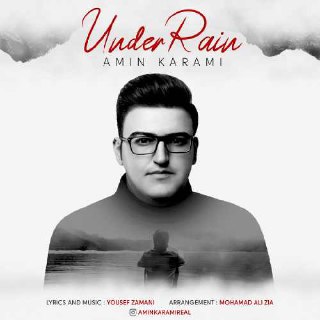 Under Rain
AMIN KARAMI
LYRICS AND MUSIC : YOUSEF ZAMANI ARRANGEMENT : MOHAMAD ALI ZIA
AMINKARAMIREAL